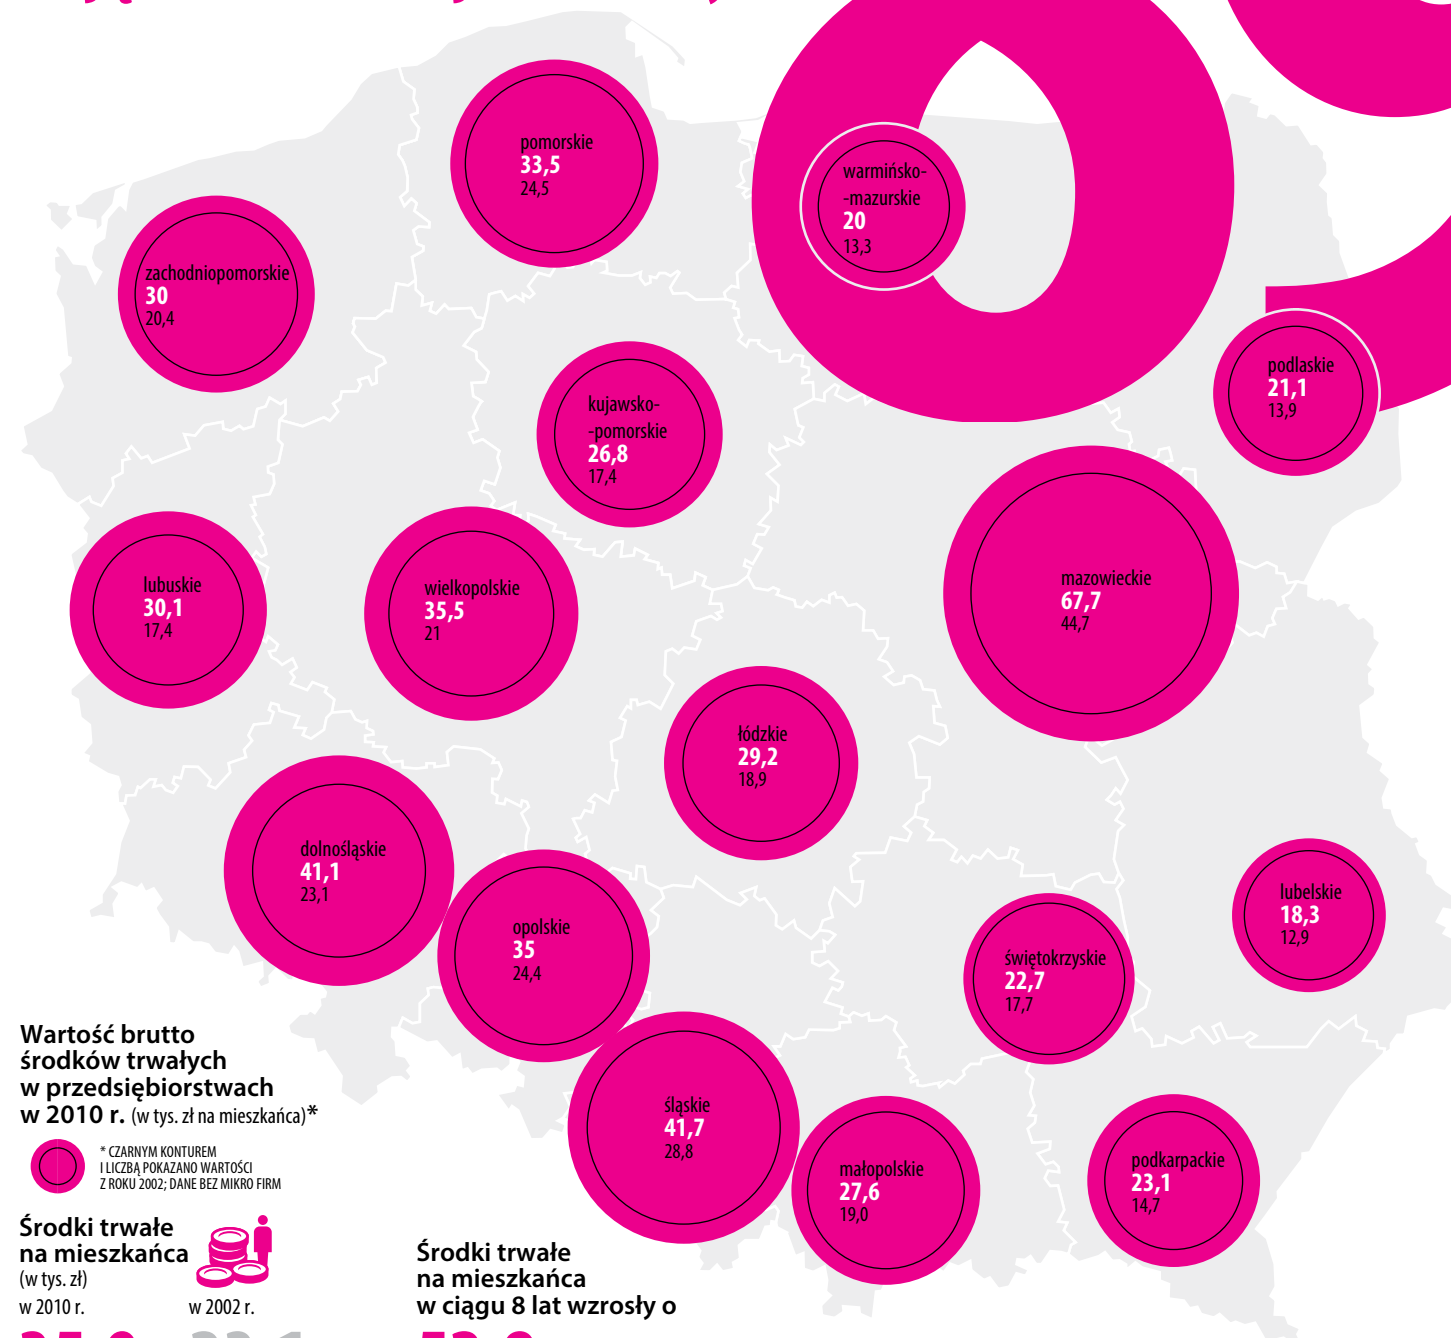 pomorskie
33,5
24,5
warmińsko-
-mazurskie
20
13,3
zachodniopomorskie
30
20,4
podlaskie
21,1
13,9
kujawsko-
-pomorskie
26,8
17,4
lubuskie
30,1
17,4
wielkopolskie
35,5
21
mazowieckie
67,7
44,7
łódzkie
29,2
18,9
dolnośląskie
41,1
23,1
opolskie
35
24,4
lubelskie
18,3
12,9
świętokrzyskie
22,7
17,7
śląskie
41,7
28,8
małopolskie
27,6
19,0
podkarpackie
23,1
14,7
Wartość brutto
środków trwałych
w przedsiębiorstwach
w 2010 r. (w tys. zł na mieszkańca)*
* CZARNYM KONTUREM
I LICZBĄ POKAZANO WARTOŚCI
Z ROKU 2002; DANE BEZ MIKRO FIRM
Środki trwałe
na mieszkańca
(w tys. zł)
w 2010 r. w 2002 r.
Środki trwałe
na mieszkańca
w ciągu 8 lat wzrosły o